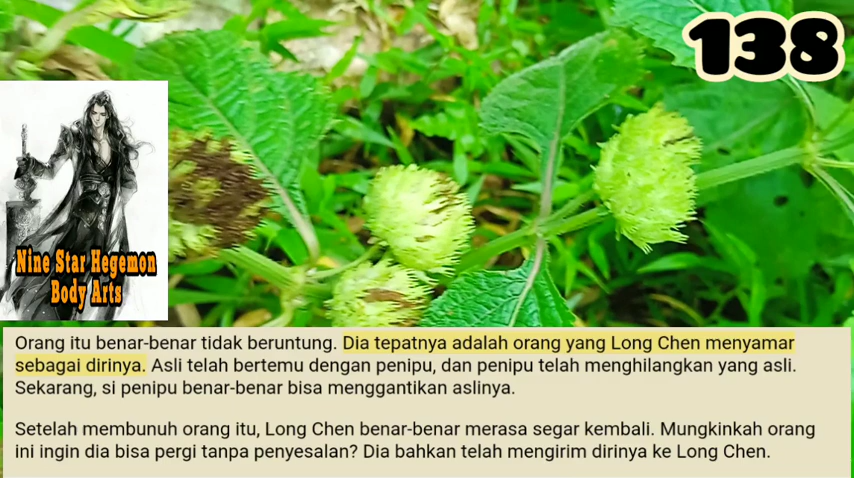 138
Nine Star Hegemon
Body Arts
Orang itu benar-benar tidak beruntung. Dia tepatnya adalah orang yang Long Chen menyamar
sebagai dirinya. Asli telah bertemu dengan penipu, dan penipu telah menghilangkan yang asli.
Sekarang, si penipu benar-benar bisa menggantikan aslinya.
Setelah membunuh orang itu, Long Chen benar-benar merasa segar kembali. Mungkinkah orang
ini ingin dia bisa pergi tanpa penyesalan? Dia bahkan telah mengirim dirinya ke Long Chen.